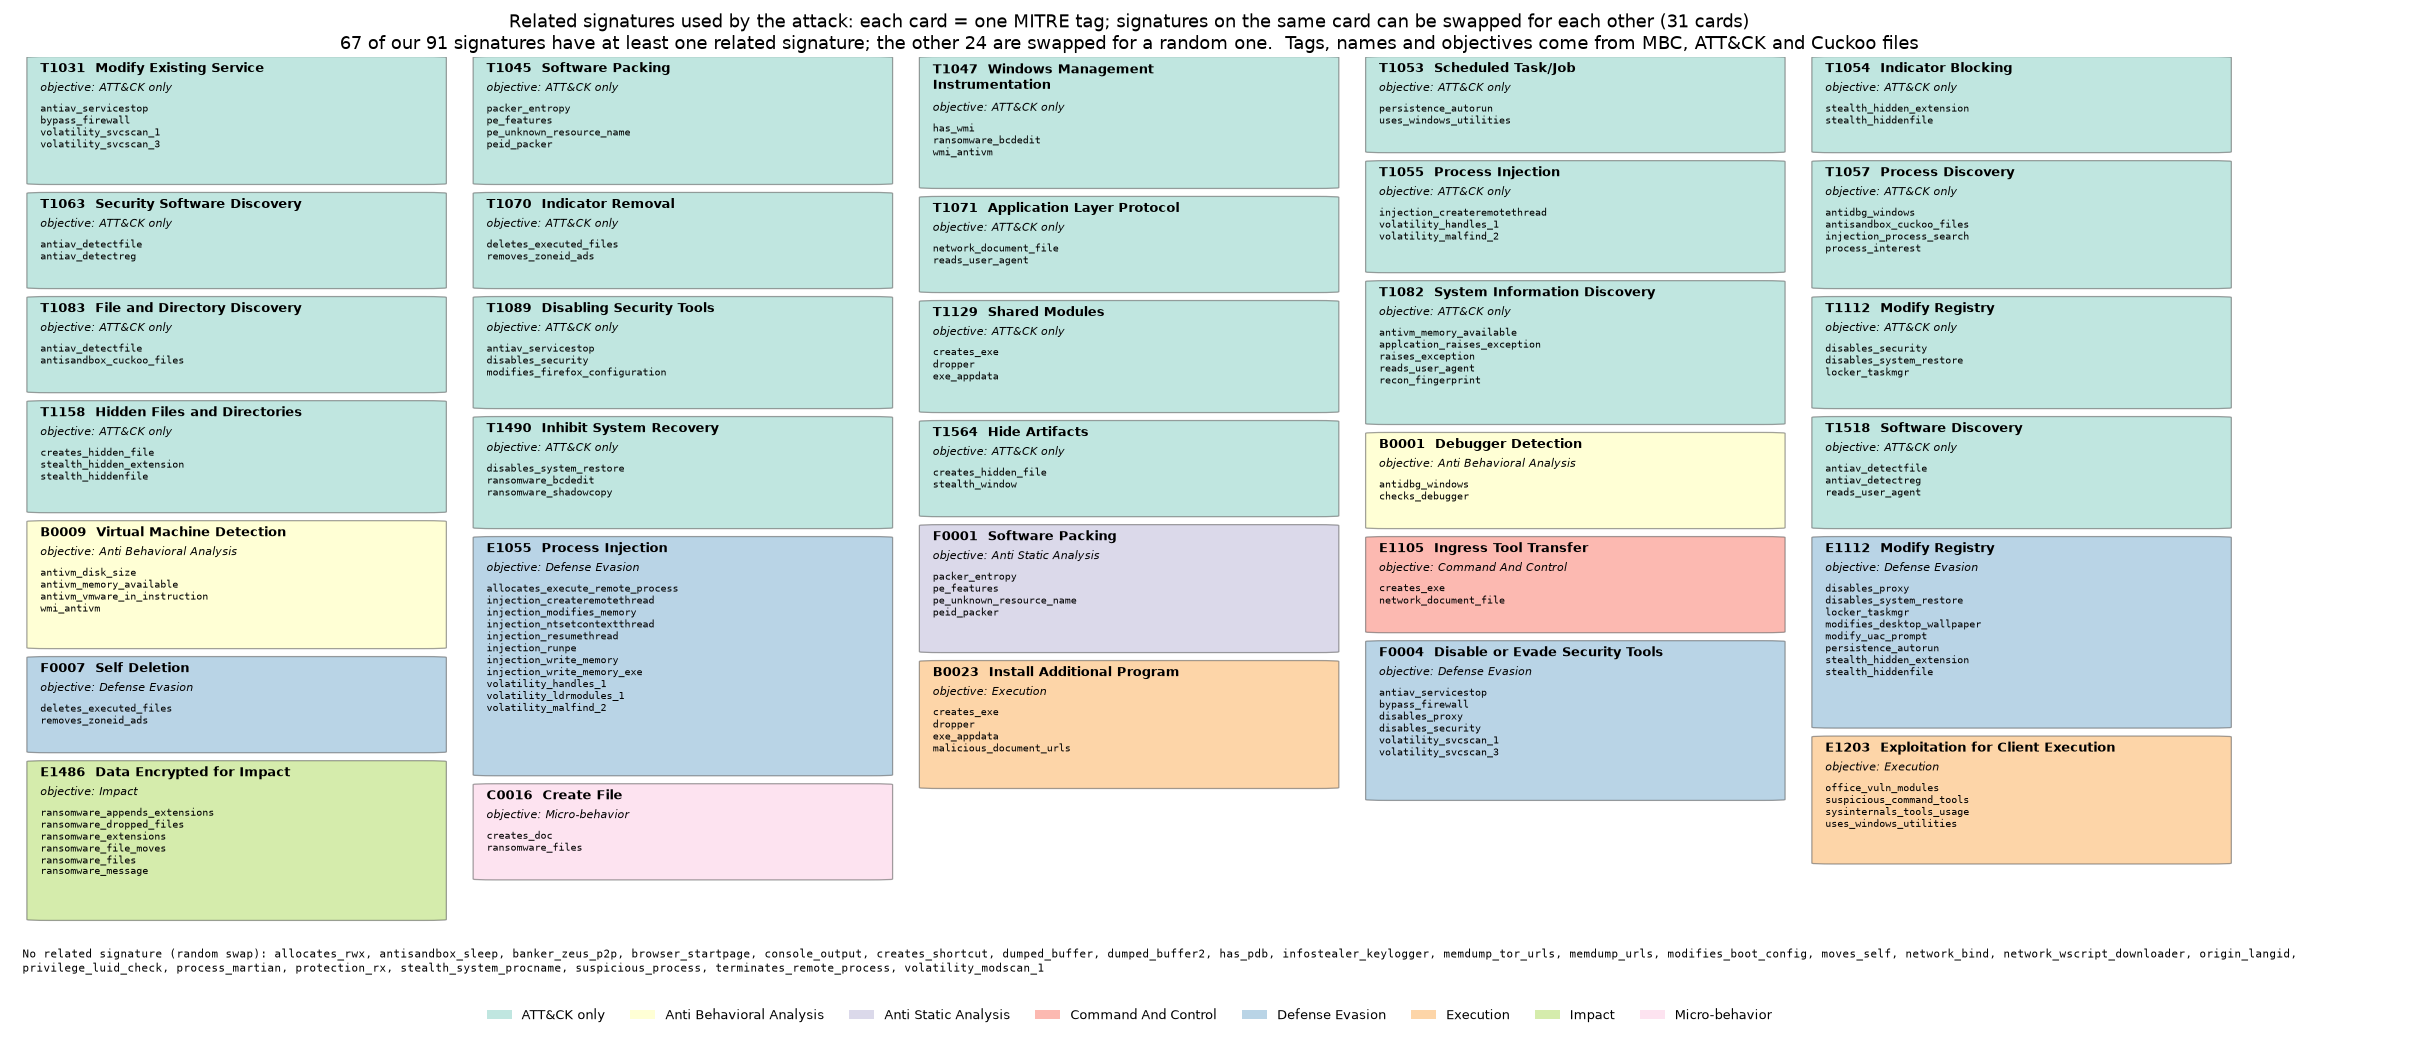 Related signatures used by the attack: each card = one MITRE tag; signatures on the same card can be swapped for each other (31 cards)
67 of our 91 signatures have at least one related signature; the other 24 are swapped for a random one.  Tags, names and objectives come from MBC, ATT&CK and Cuckoo files
T1031  Modify Existing Service
objective: ATT&CK only
antiav_servicestop
bypass_firewall
volatility_svcscan_1
volatility_svcscan_3
T1045  Software Packing
objective: ATT&CK only
packer_entropy
pe_features
pe_unknown_resource_name
peid_packer
T1047  Windows Management
Instrumentation
objective: ATT&CK only
has_wmi
ransomware_bcdedit
wmi_antivm
T1053  Scheduled Task/Job
objective: ATT&CK only
persistence_autorun
uses_windows_utilities
T1054  Indicator Blocking
objective: ATT&CK only
stealth_hidden_extension
stealth_hiddenfile
T1055  Process Injection
objective: ATT&CK only
injection_createremotethread
volatility_handles_1
volatility_malfind_2
T1057  Process Discovery
objective: ATT&CK only
antidbg_windows
antisandbox_cuckoo_files
injection_process_search
process_interest
T1063  Security Software Discovery
objective: ATT&CK only
antiav_detectfile
antiav_detectreg
T1070  Indicator Removal
objective: ATT&CK only
deletes_executed_files
removes_zoneid_ads
T1071  Application Layer Protocol
objective: ATT&CK only
network_document_file
reads_user_agent
T1082  System Information Discovery
objective: ATT&CK only
antivm_memory_available
applcation_raises_exception
raises_exception
reads_user_agent
recon_fingerprint
T1083  File and Directory Discovery
objective: ATT&CK only
antiav_detectfile
antisandbox_cuckoo_files
T1089  Disabling Security Tools
objective: ATT&CK only
antiav_servicestop
disables_security
modifies_firefox_configuration
T1129  Shared Modules
objective: ATT&CK only
creates_exe
dropper
exe_appdata
T1112  Modify Registry
objective: ATT&CK only
disables_security
disables_system_restore
locker_taskmgr
T1158  Hidden Files and Directories
objective: ATT&CK only
creates_hidden_file
stealth_hidden_extension
stealth_hiddenfile
T1490  Inhibit System Recovery
objective: ATT&CK only
disables_system_restore
ransomware_bcdedit
ransomware_shadowcopy
T1564  Hide Artifacts
objective: ATT&CK only
creates_hidden_file
stealth_window
B0001  Debugger Detection
objective: Anti Behavioral Analysis
antidbg_windows
checks_debugger
T1518  Software Discovery
objective: ATT&CK only
antiav_detectfile
antiav_detectreg
reads_user_agent
B0009  Virtual Machine Detection
objective: Anti Behavioral Analysis
antivm_disk_size
antivm_memory_available
antivm_vmware_in_instruction
wmi_antivm
E1055  Process Injection
objective: Defense Evasion
allocates_execute_remote_process
injection_createremotethread
injection_modifies_memory
injection_ntsetcontextthread
injection_resumethread
injection_runpe
injection_write_memory
injection_write_memory_exe
volatility_handles_1
volatility_ldrmodules_1
volatility_malfind_2
F0001  Software Packing
objective: Anti Static Analysis
packer_entropy
pe_features
pe_unknown_resource_name
peid_packer
E1105  Ingress Tool Transfer
objective: Command And Control
creates_exe
network_document_file
E1112  Modify Registry
objective: Defense Evasion
disables_proxy
disables_system_restore
locker_taskmgr
modifies_desktop_wallpaper
modify_uac_prompt
persistence_autorun
stealth_hidden_extension
stealth_hiddenfile
F0007  Self Deletion
objective: Defense Evasion
deletes_executed_files
removes_zoneid_ads
B0023  Install Additional Program
objective: Execution
creates_exe
dropper
exe_appdata
malicious_document_urls
F0004  Disable or Evade Security Tools
objective: Defense Evasion
antiav_servicestop
bypass_firewall
disables_proxy
disables_security
volatility_svcscan_1
volatility_svcscan_3
E1203  Exploitation for Client Execution
objective: Execution
office_vuln_modules
suspicious_command_tools
sysinternals_tools_usage
uses_windows_utilities
E1486  Data Encrypted for Impact
objective: Impact
ransomware_appends_extensions
ransomware_dropped_files
ransomware_extensions
ransomware_file_moves
ransomware_files
ransomware_message
C0016  Create File
objective: Micro-behavior
creates_doc
ransomware_files
No related signature (random swap): allocates_rwx, antisandbox_sleep, banker_zeus_p2p, browser_startpage, console_output, creates_shortcut, dumped_buffer, dumped_buffer2, has_pdb, infostealer_keylogger, memdump_tor_urls, memdump_urls, modifies_boot_config, moves_self, network_bind, network_wscript_downloader, origin_langid,
privilege_luid_check, process_martian, protection_rx, stealth_system_procname, suspicious_process, terminates_remote_process, volatility_modscan_1
ATT&CK only
Anti Behavioral Analysis
Anti Static Analysis
Command And Control
Defense Evasion
Execution
Impact
Micro-behavior